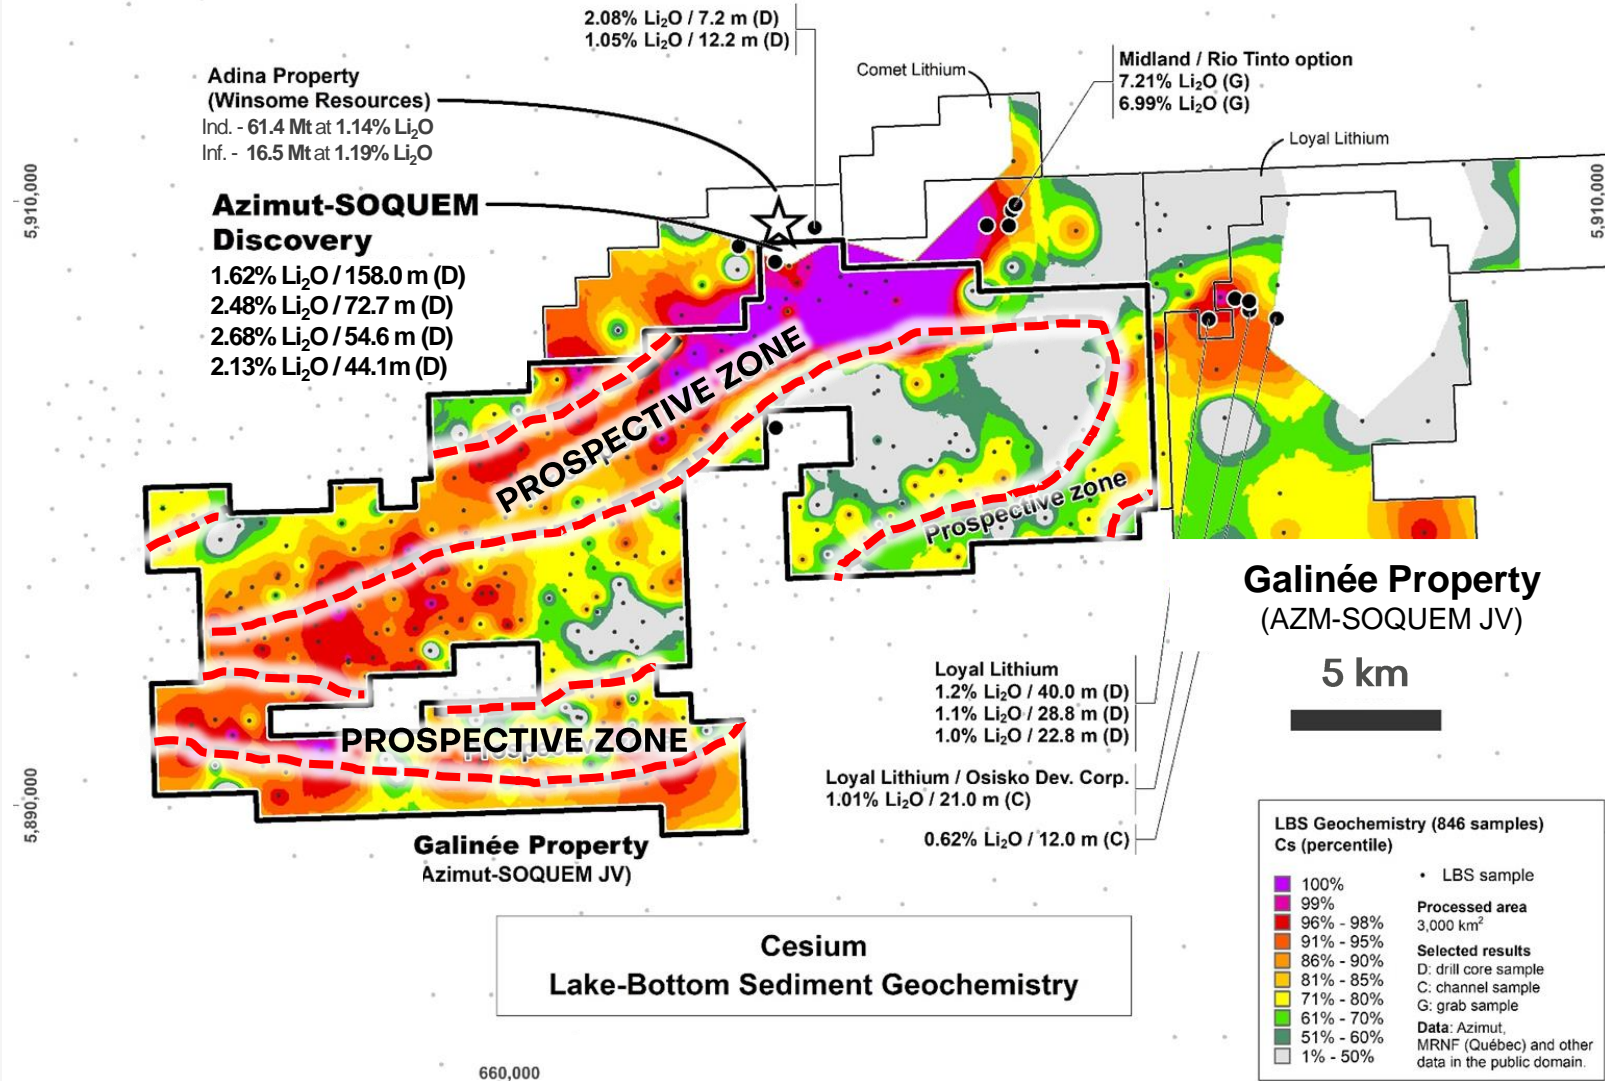 2.08% Li₂O / 7.2 m (D)
1.05% Li₂O / 12.2 m (D)
Adina Property
(Winsome Resources)
Ind. - 61.4 Mt at 1.14% Li₂O
Inf. - 16.5 Mt at 1.19% Li₂O
Comet Lithium
Midland / Rio Tinto option
7.21% Li₂O (G)
6.99% Li₂O (G)
Loyal Lithium
5,910,000
5,910,000
Azimut-SOQUEM
Discovery
1.62% Li₂O / 158.0 m (D)
2.48% Li₂O / 72.7 m (D)
2.68% Li₂O / 54.6 m (D)
2.13% Li₂O / 44.1m (D)
PROSPECTIVE ZONE
Prospective zone
Galinée Property
(AZM-SOQUEM JV)
5 km
Loyal Lithium
1.2% Li₂O / 40.0 m (D)
1.1% Li₂O / 28.8 m (D)
1.0% Li₂O / 22.8 m (D)
PROSPECTIVE ZONE
Loyal Lithium / Osisko Dev. Corp.
1.01% Li₂O / 21.0 m (C)
0.62% Li₂O / 12.0 m (C)
5,890,000
Galinée Property
Azimut-SOQUEM JV)
Cesium
Lake-Bottom Sediment Geochemistry
660,000
LBS Geochemistry (846 samples)
Cs (percentile)
100%
99%
96% - 98%
91% - 95%
86% - 90%
81% - 85%
71% - 80%
61% - 70%
51% - 60%
1% - 50%
LBS sample
Processed area
3,000 km²
Selected results
D: drill core sample
C: channel sample
G: grab sample
Data: Azimut,
MRNF (Québec) and other
data in the public domain.